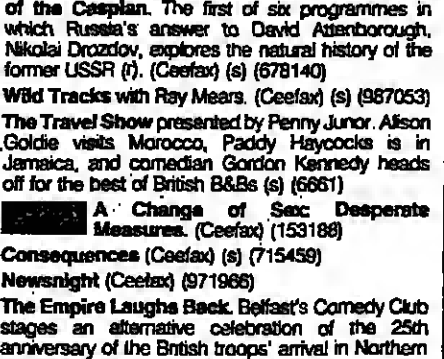 of the Caspian. The first of six programmes in
which Russia's answer to David Attenborough,
Nikolai Drozdov, explores the natural history of the
former USSR (r). (Ceefax) (s) (678140)
Wild Tracks with Ray Mears. (Ceefax) (s) (987053)
The Travel Show presented by Penny Junor. Alison
Goldie visits Morocco, Paddy Haycocks is in
Jamaica, and comedian Gordon Kennedy heads
off for the best of British B&Bs (s) (6661)
A Change of Sex: Desperate
Measures. (Ceefax) (153188)
Consequences (Ceefax) (s) (715459)
Newsnight (Ceefax) (971966)
The Empire Laughs Back. Belfast's Comedy Club
stages an alternative celebration of the 25th
anniversary of the British troops' arrival in Northern